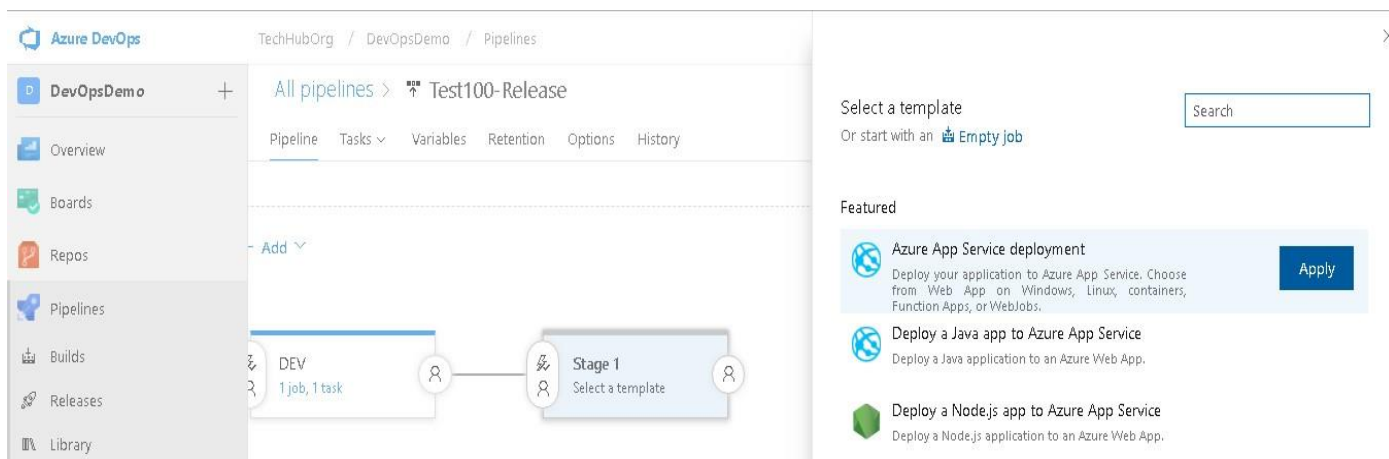 Azure DevOps
TechHubOrg / DevOpsDemo / Pipelines
D DevOpsDemo +
Overview
Boards
Repos
Pipelines
Builds
Releases
Library
All pipelines > Test100-Release
Pipeline Tasks Variables Retention Options History
Add
DEV
1 job, 1 task
Stage 1
Select a template
Select a template
Or start with an Empty job
Search
Featured
Azure App Service deployment
Deploy your application to Azure App Service. Choose
from Web App on Windows, Linux, containers,
Function Apps, or WebJobs.
Apply
Deploy a Java app to Azure App Service
Deploy a Java application to an Azure Web App.
Deploy a Node.js app to Azure App Service
Deploy a Node.js application to an Azure Web App.